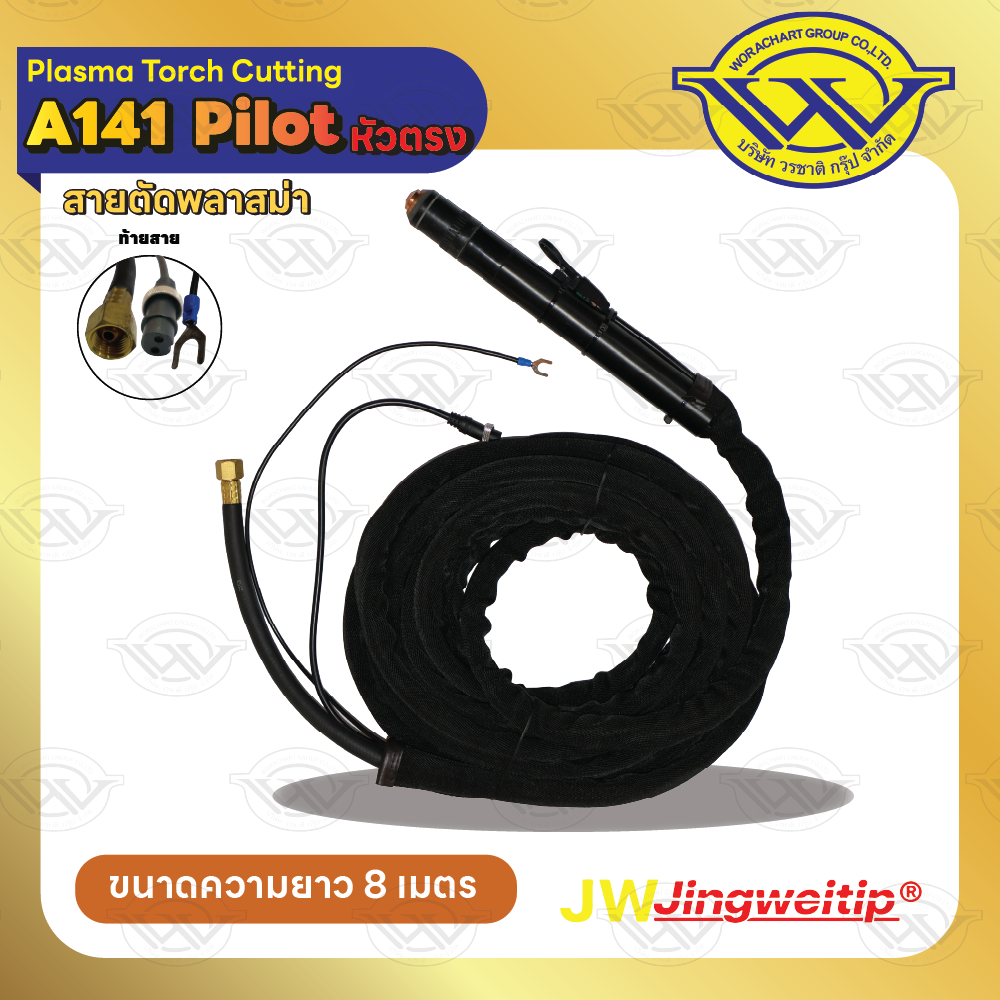 Plasma Torch Cutting
A141 Pilot หัวตรง
สายตัดพลาสม่า
ท้ายสาย
WORACHART GROUP CO.,LTD.
W
บริษัท วรชาติ กรุ๊ป จำกัด
ขนาดความยาว 8 เมตร
JW Jingweitip®